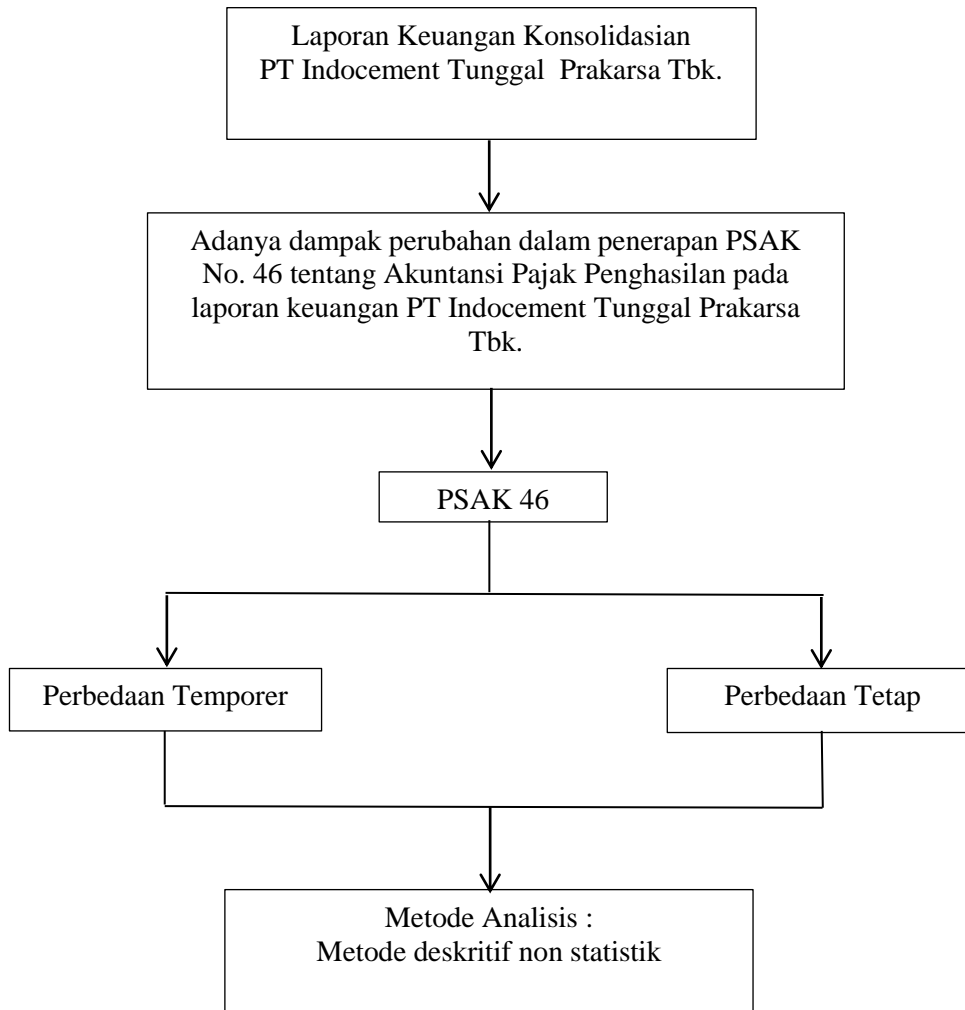 Laporan Keuangan Konsolidasian
PT Indocement Tunggal Prakarsa Tbk.
Adanya dampak perubahan dalam penerapan PSAK
No. 46 tentang Akuntansi Pajak Penghasilan pada
laporan keuangan PT Indocement Tunggal Prakarsa
Tbk.
PSAK 46
Perbedaan Temporer
Perbedaan Tetap
Metode Analisis :
Metode deskritif non statistik